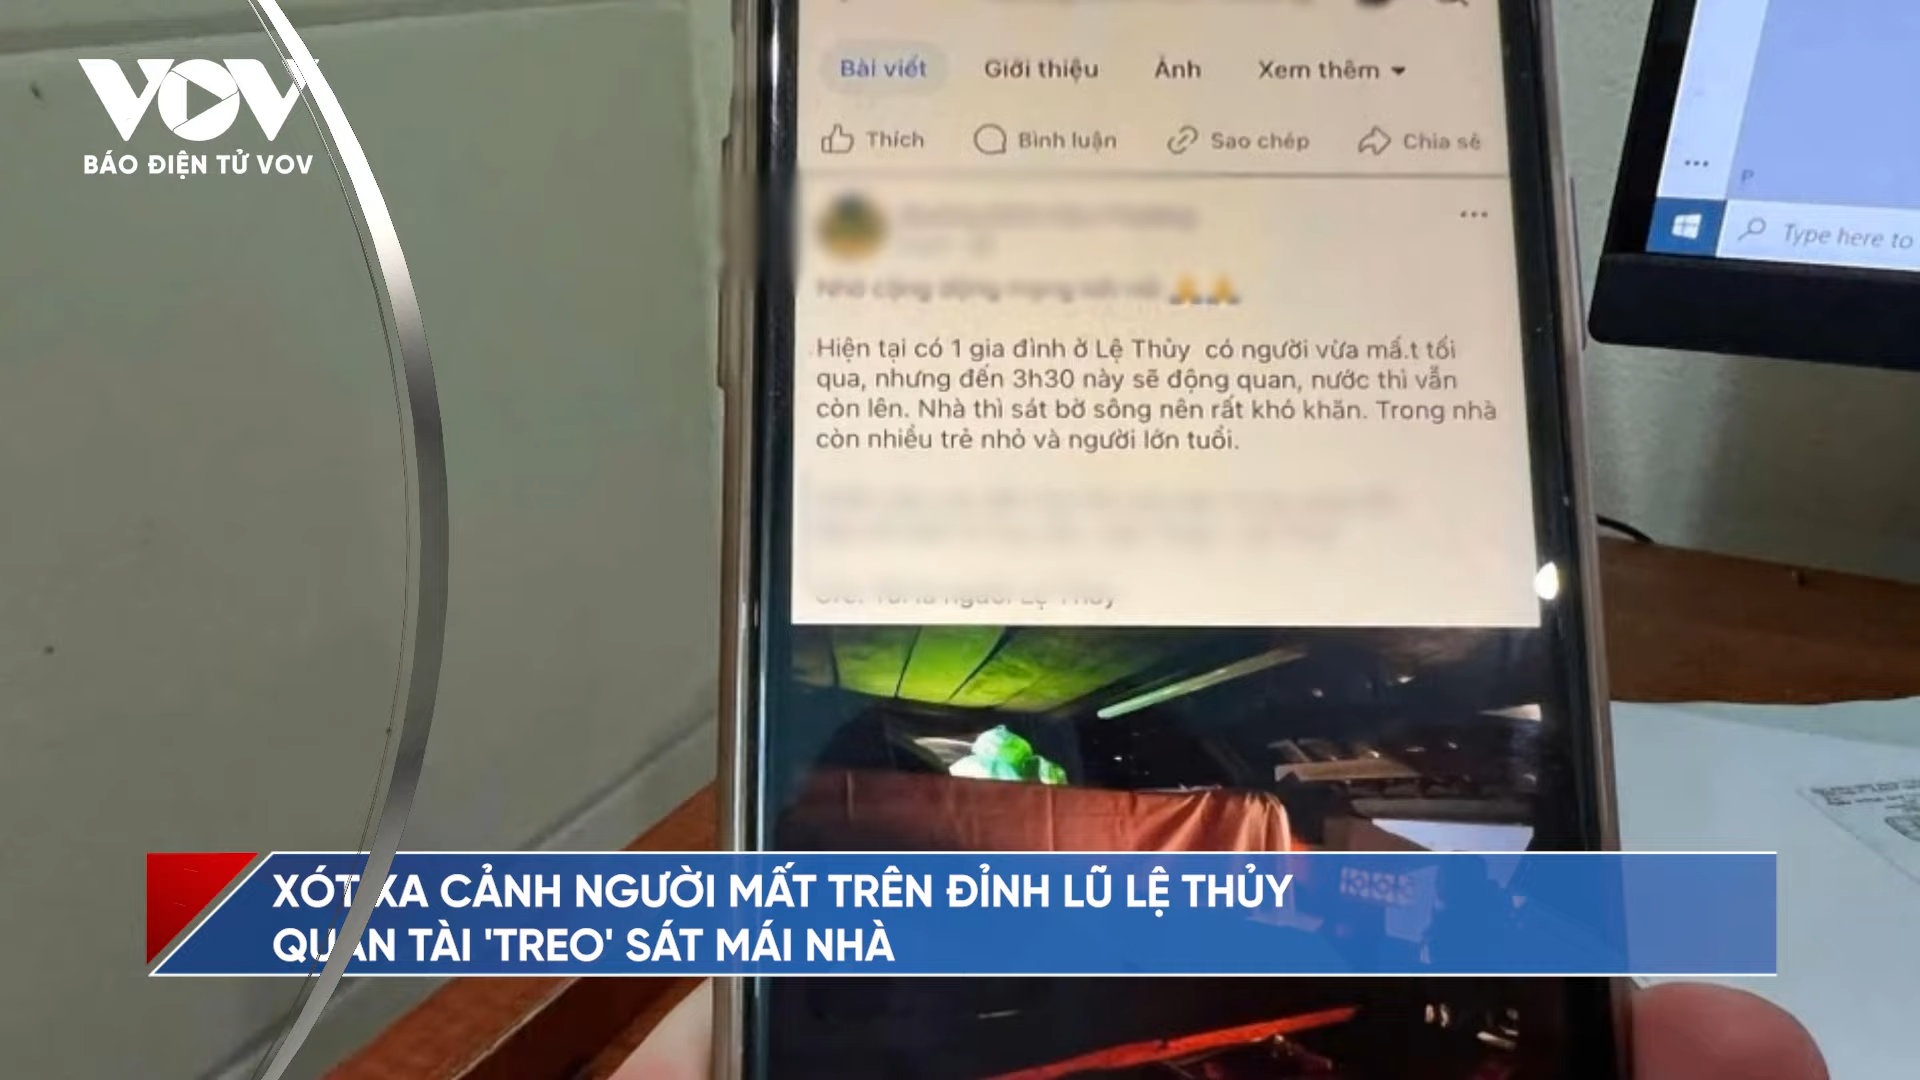 VOV
BÁO ĐIỆN TỬ VOV
Bài viết Giới thiệu Ảnh Xem thêm
Thích Bình luận Sao chép Chia sẻ
Hiện tại có 1 gia đình ở Lệ Thủy có người vừa mấ.t tối
qua, nhưng đến 3h30 này sẽ động quan, nước thì vẫn
còn lên. Nhà thì sát bờ sông nên rất khó khăn. Trong nhà
còn nhiều trẻ nhỏ và người lớn tuổi.
Type here to
P
XÓT XA CẢNH NGƯỜI MẤT TRÊN ĐỈNH LŨ LỆ THỦY
QUAN TÀI 'TREO' SÁT MÁI NHÀ